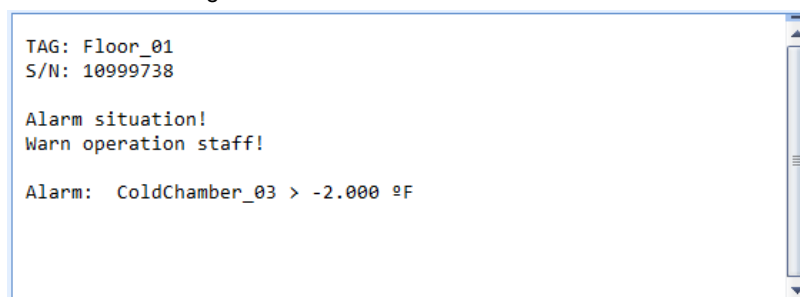 TAG: Floor_01
S/N: 10999738
Alarm situation!
Warn operation staff!
Alarm:  ColdChamber_03 > -2.000 ºF